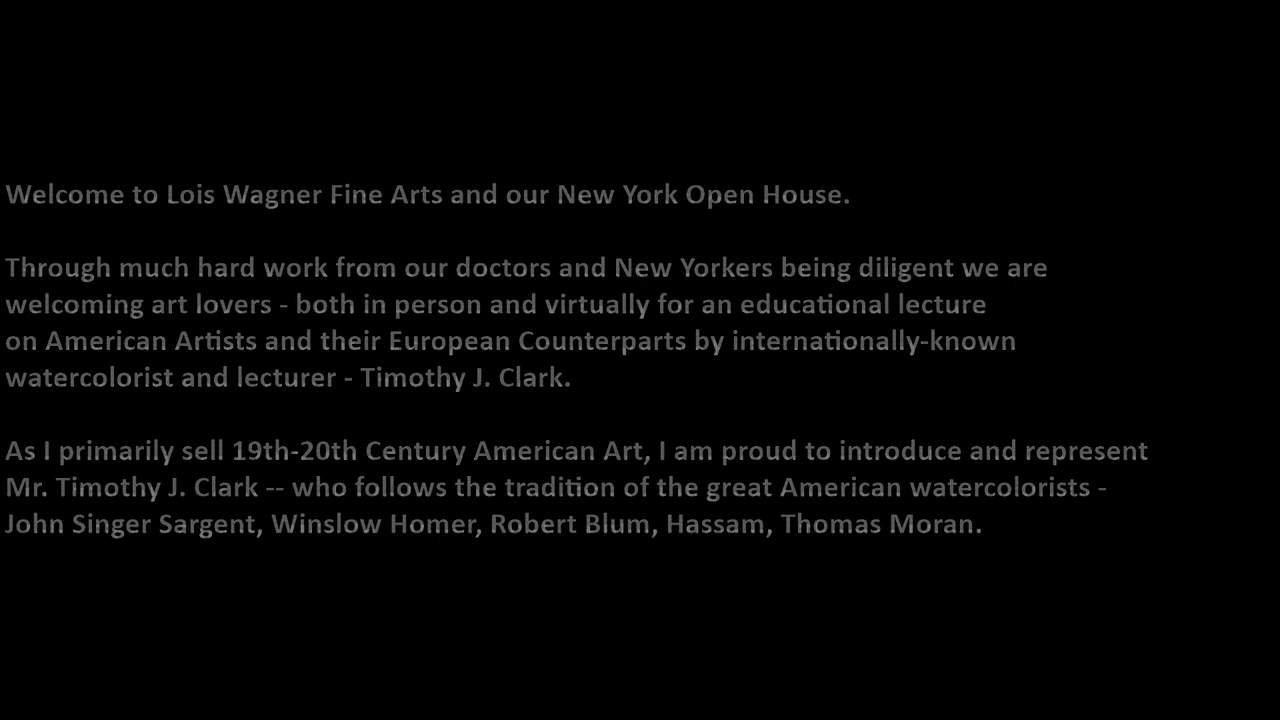 Welcome to Lois Wagner Fine Arts and our New York Open House.
Through much hard work from our doctors and New Yorkers being diligent we are
welcoming art lovers - both in person and virtually for an educational lecture
on American Artists and their European Counterparts by internationally-known
watercolorist and lecturer - Timothy J. Clark.
As I primarily sell 19th-20th Century American Art, I am proud to introduce and represent
Mr. Timothy J. Clark -- who follows the tradition of the great American watercolorists -
John Singer Sargent, Winslow Homer, Robert Blum, Hassam, Thomas Moran.